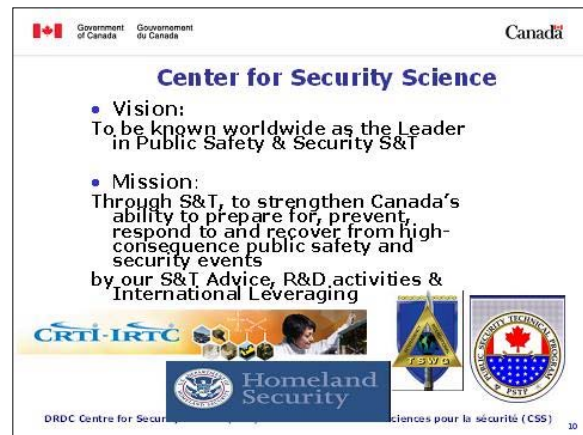 Government of Canada
Gouvernement du Canada
Canada
Center for Security Science
• Vision:
To be known worldwide as the Leader
in Public Safety & Security S&T
• Mission:
Through S&T, to strengthen Canada's
ability to prepare for, prevent,
respond to and recover from high-
consequence public safety and
security events
by our S&T Advice, R&D activities &
International Leveraging
CRTI-IRTC
TSWG
PUBLIC SECURITY TECHNICAL PROGRAM
PSTP
Homeland
Security
DRDC Centre for Secur
ciences pour la sécurité (CSS)
10